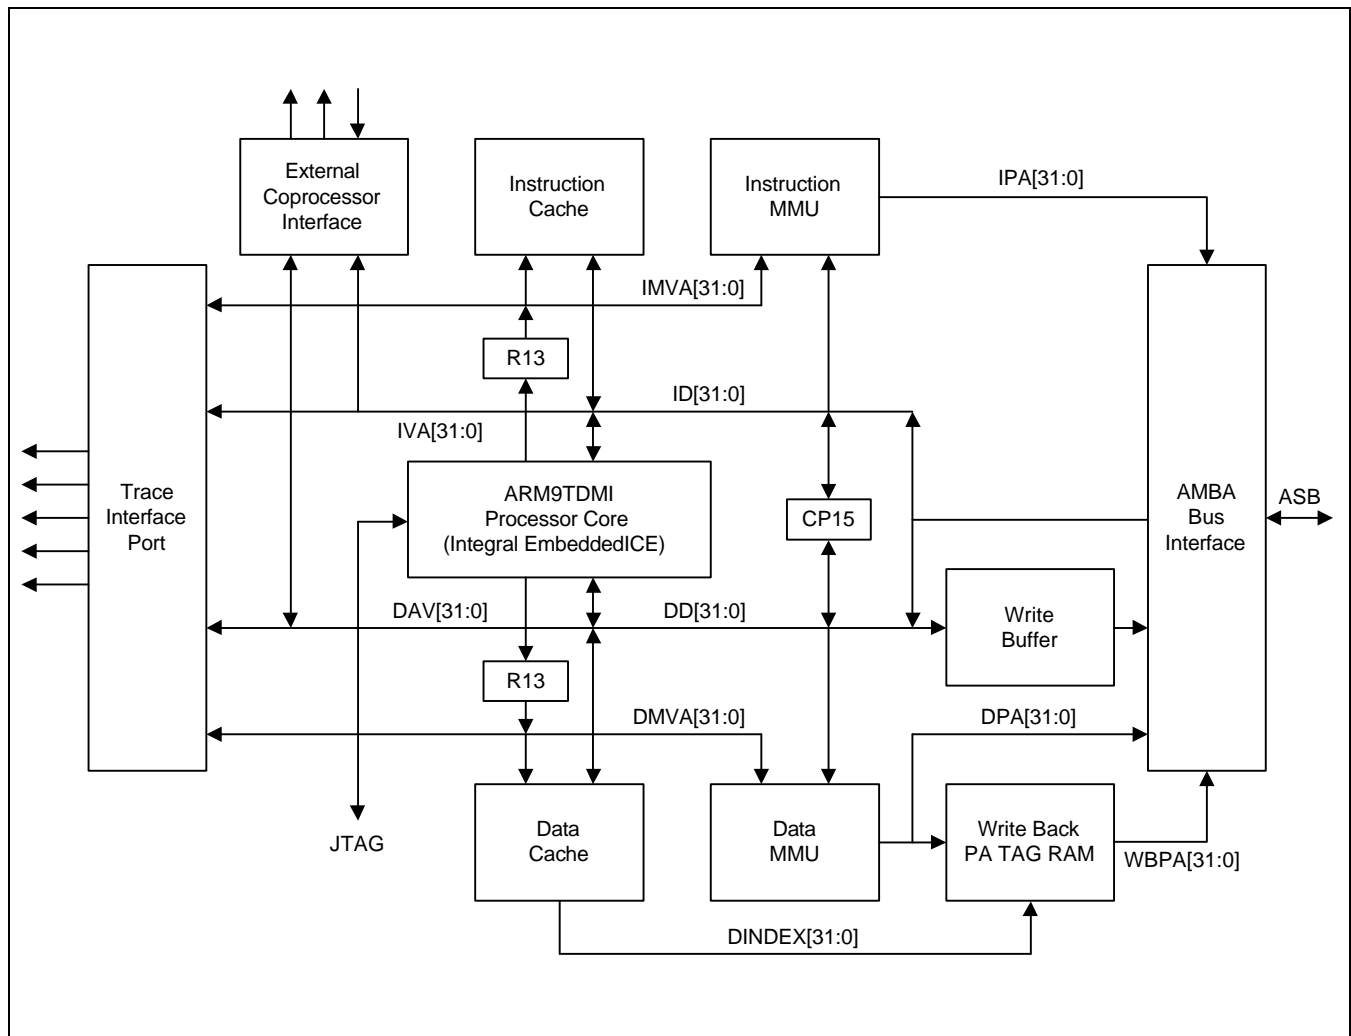 External
Coprocessor
Interface
Instruction
Cache
Instruction
MMU
IPA[31:0]
IMVA[31:0]
R13
ID[31:0]
IVA[31:0]
Trace
Interface
Port
ARM9TDMI
Processor Core
(Integral EmbeddedICE)
CP15
AMBA
Bus
Interface
ASB
DAV[31:0]
DD[31:0]
Write
Buffer
R13
DMVA[31:0]
DPA[31:0]
JTAG
Data
Cache
Data
MMU
Write Back
PA TAG RAM
WBPA[31:0]
DINDEX[31:0]